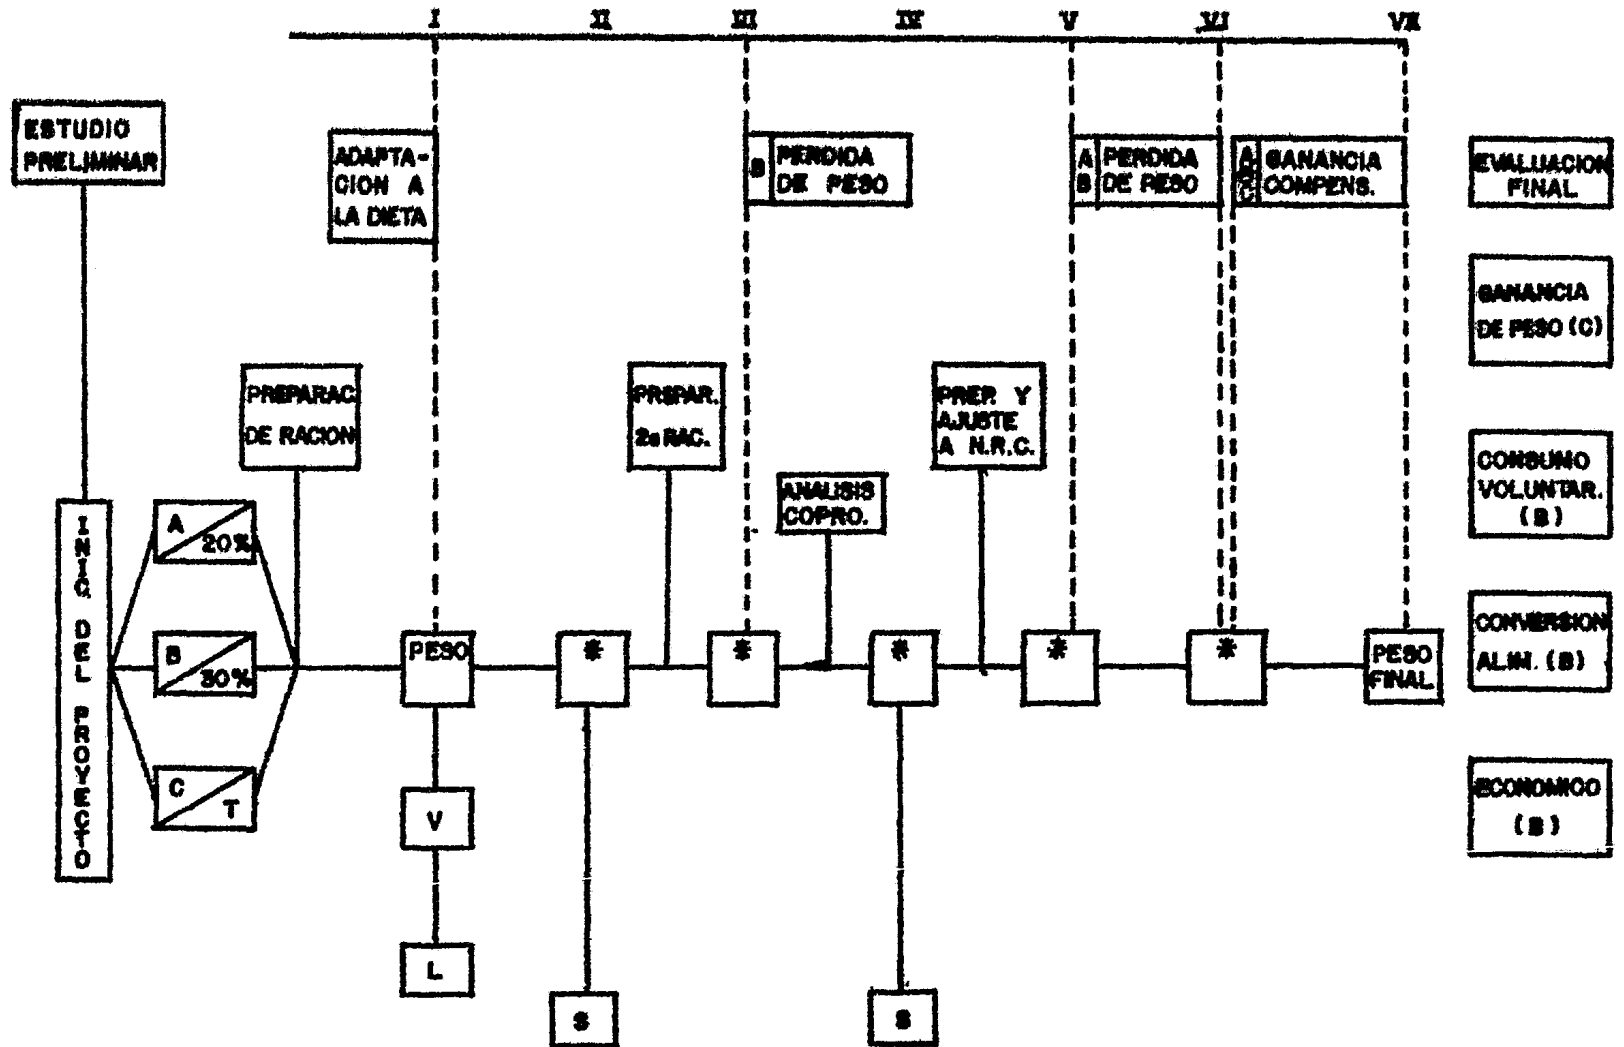 I II III IV V VI VII
ESTUDIO
PRELIMINAR
ADAPTA-
CION A
LA DIETA
B
PERDIDA
DE PESO
A
B
PERDIDA
DE PESO
A
B
C
GANANCIA
COMPENS.
EVALUACION
FINAL
GANANCIA
DE PESO (C)
CONSUMO
VOLUNTAR.
(B)
CONVERSION
ALIM. (B)
ECONOMICO
(B)
PREPARAC.
DE RACION
PREPAR.
2a RAC.
ANALISIS
COPRO.
PREP. Y
AJUSTE
A N.R.C.
INICIO DEL PROYECTO
A
20%
B
30%
C
T
PESO
*
*
*
*
*
PESO
FINAL
V
L
S
S